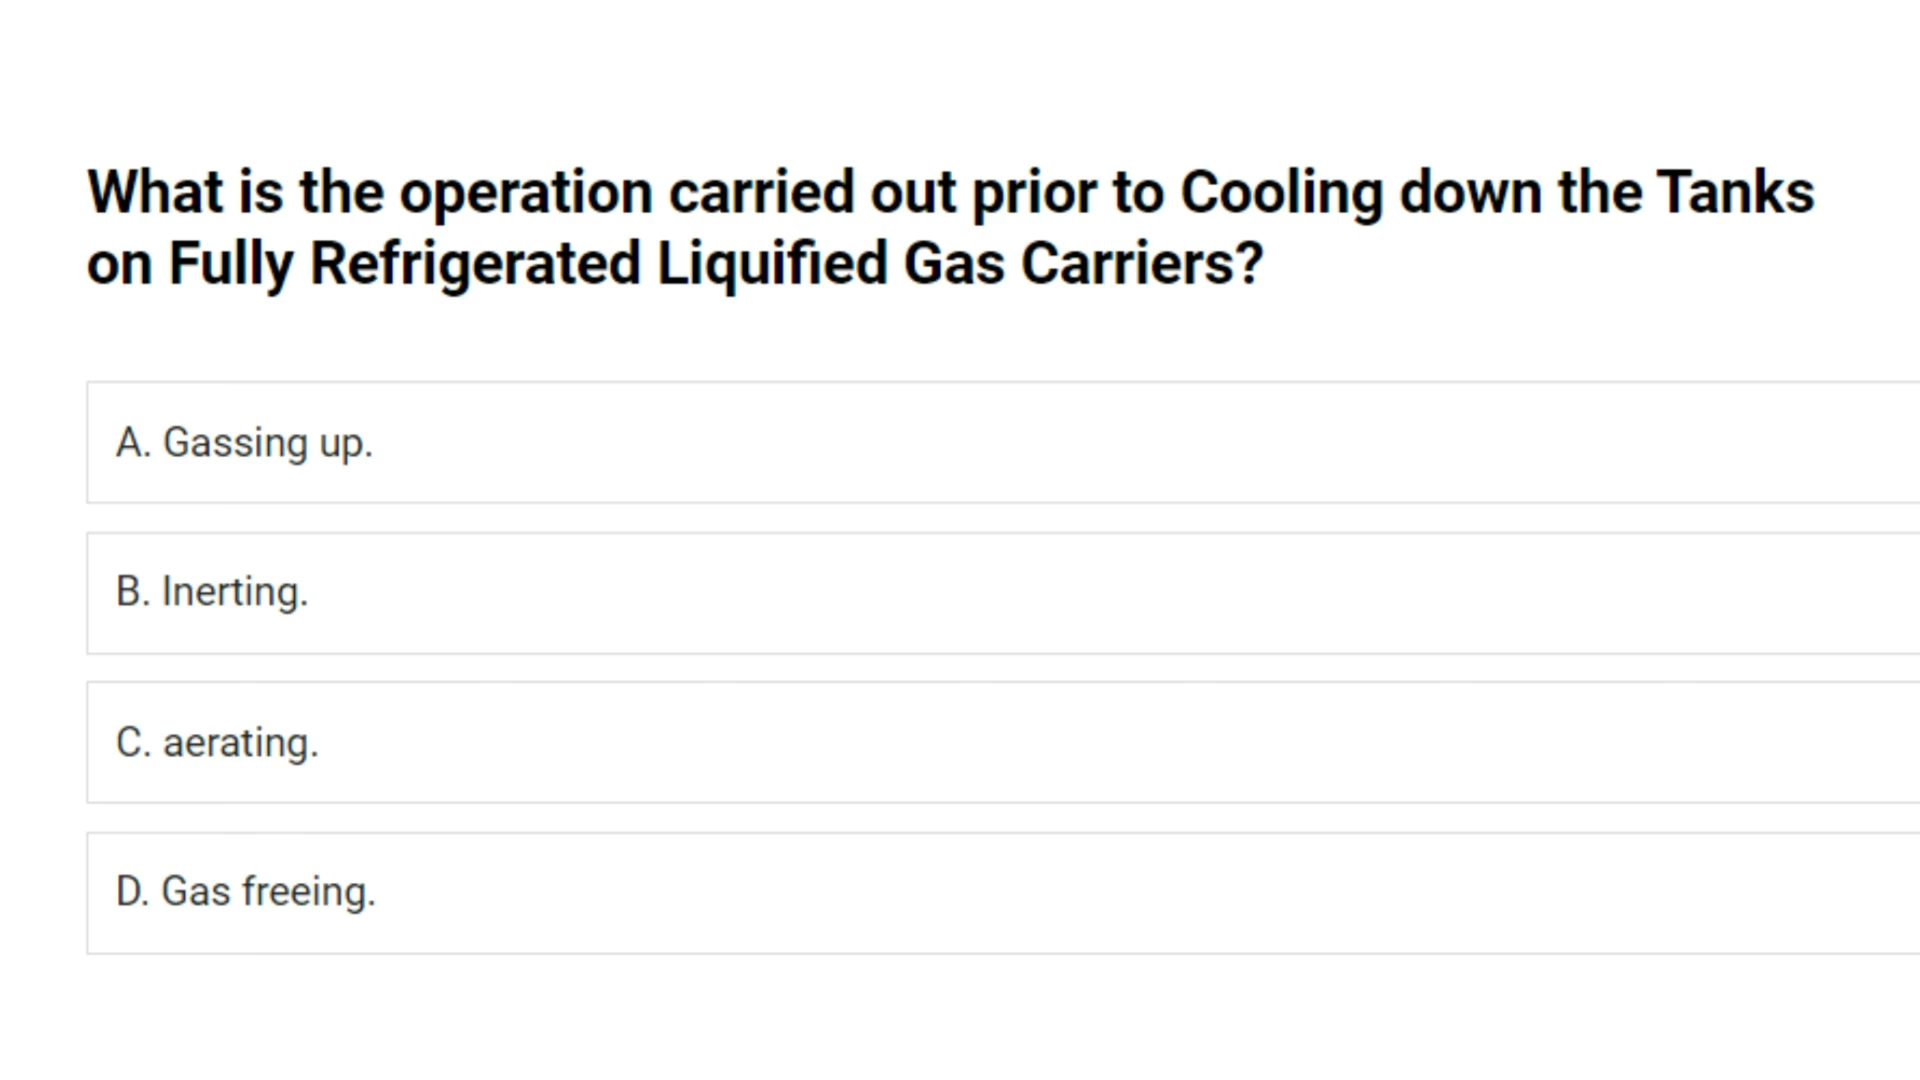 What is the operation carried out prior to Cooling down the Tanks
on Fully Refrigerated Liquified Gas Carriers?
A. Gassing up.
B. Inerting.
C. aerating.
D. Gas freeing.